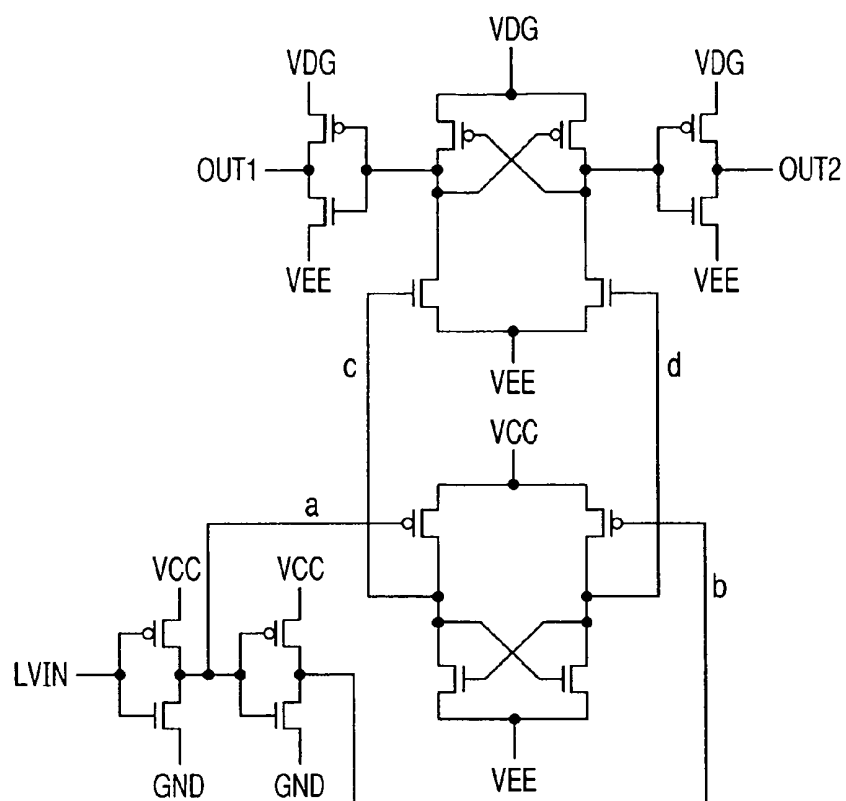 VDG
VDG
VDG
OUT1
OUT2
VEE
VEE
c
d
VEE
VCC
a
VCC
VCC
b
LVIN
GND
GND
VEE